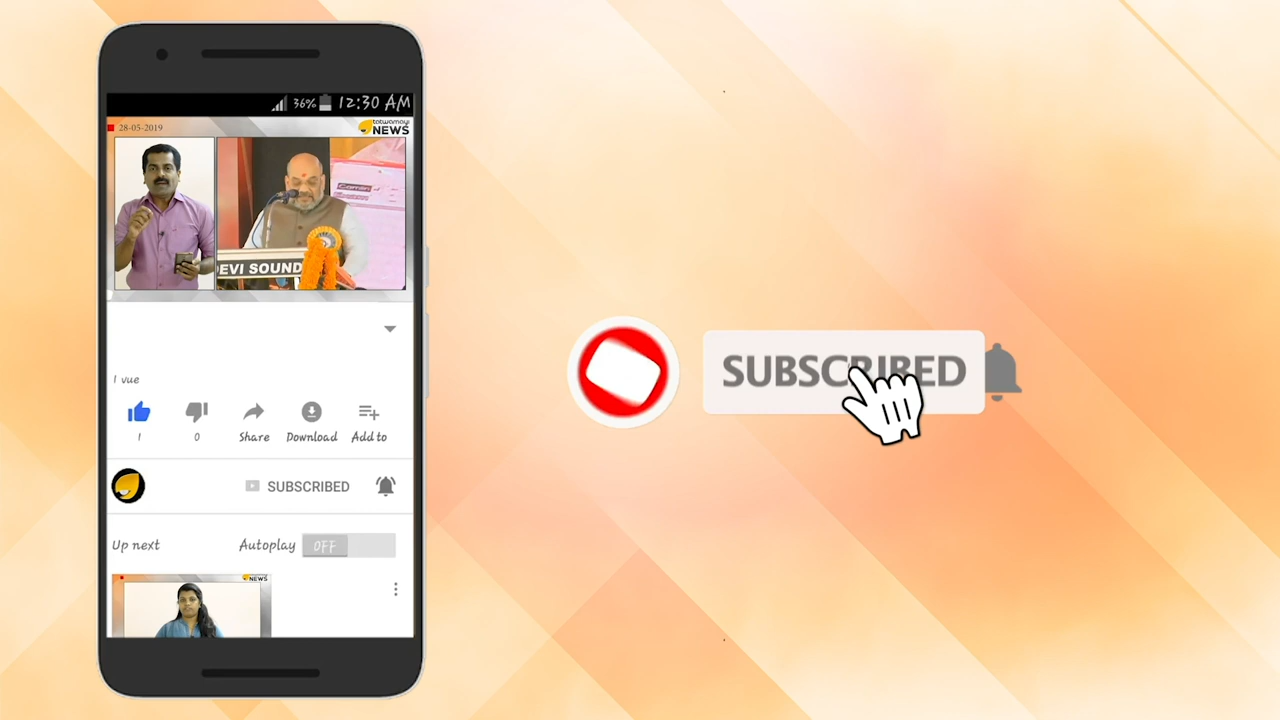 36% 12:30 AM
28-05-2019
tatwamayi
NEWS
DEVI SOUND
1 vue
1
0
Share
Download
Add to
SUBSCRIBED
Up next
Autoplay
OFF
NEWS
SUBSCRIBED